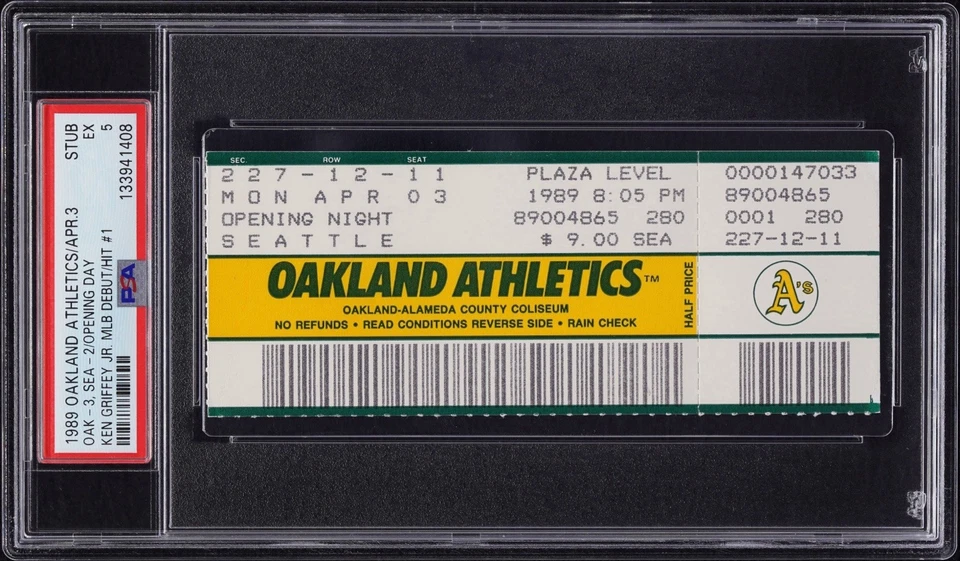 1989 OAKLAND ATHLETICS/APR.3 STUB
OAK - 3, SEA - 2/OPENING DAY EX
KEN GRIFFEY JR. MLB DEBUT/HIT #1 5
133941408
PSA
SEC. ROW SEAT
227-12-11 PLAZA LEVEL 0000147033
MON APR 03 1989 8:05 PM 89004865
OPENING NIGHT 89004865 280 0001 280
SEATTLE $ 9.00 SEA 227-12-11
OAKLAND ATHLETICS™
OAKLAND-ALAMEDA COUNTY COLISEUM
NO REFUNDS • READ CONDITIONS REVERSE SIDE • RAIN CHECK
HALF PRICE
A's